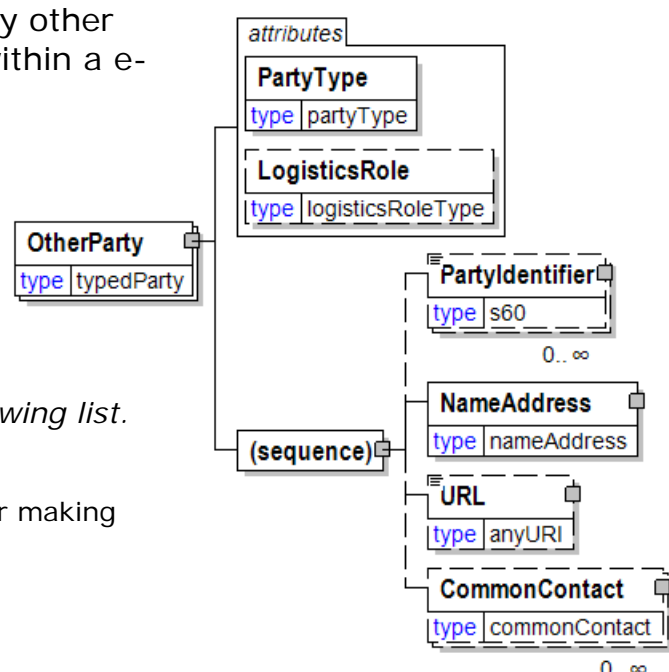 y other
vithin a e-
wing list.
r making
attributes
PartyType
type partyType
LogisticsRole
type logisticsRoleType
OtherParty
type typedParty
(sequence)
PartyIdentifier
type s60
0.. ∞
NameAddress
type nameAddress
URL
type anyURI
CommonContact
type commonContact
0.. ∞